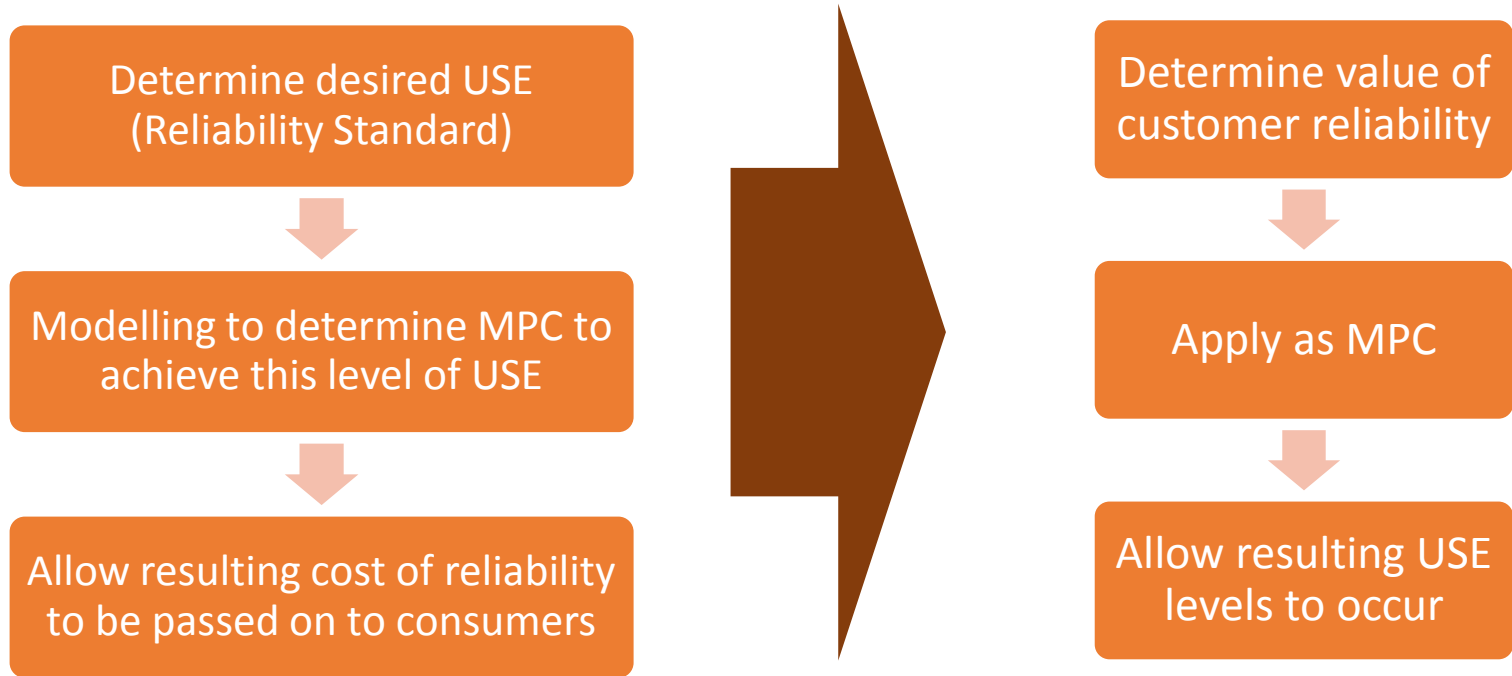 Determine desired USE
(Reliability Standard)
Modelling to determine MPC to
achieve this level of USE
Allow resulting cost of reliability
to be passed on to consumers
Determine value of
customer reliability
Apply as MPC
Allow resulting USE
levels to occur